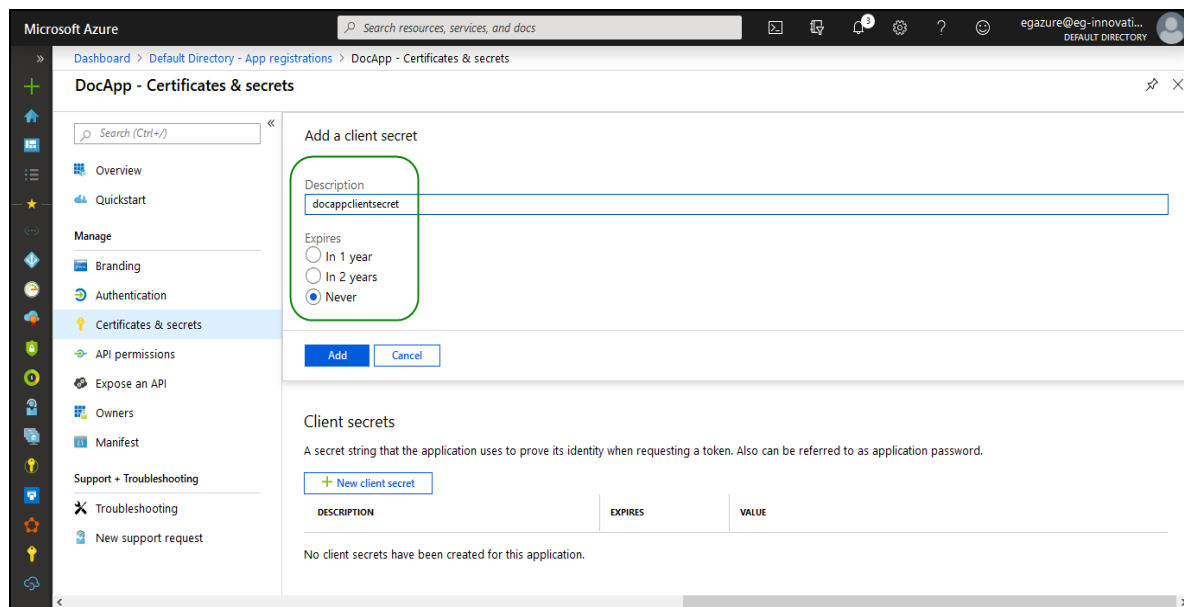 Microsoft Azure
Search resources, services, and docs
3
egazure@eg-innovati...
DEFAULT DIRECTORY
Dashboard > Default Directory - App registrations > DocApp - Certificates & secrets
DocApp - Certificates & secrets
Search (Ctrl+/)
Overview
Quickstart
Manage
Branding
Authentication
Certificates & secrets
API permissions
Expose an API
Owners
Manifest
Support + Troubleshooting
Troubleshooting
New support request
Add a client secret
Description
docappclientsecret
Expires
In 1 year
In 2 years
Never
Add Cancel
Client secrets
A secret string that the application uses to prove its identity when requesting a token. Also can be referred to as application password.
+ New client secret
DESCRIPTION EXPIRES VALUE
No client secrets have been created for this application.